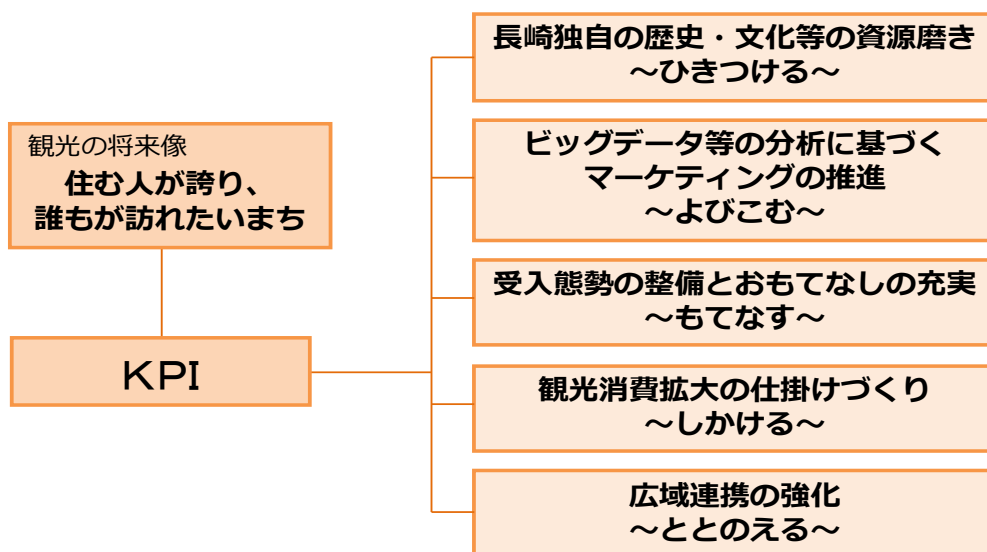 観光の将来像
住む人が誇り、
誰もが訪れたいまち
KPI
長崎独自の歴史・文化等の資源磨き
～ひきつける～
ビッグデータ等の分析に基づく
マーケティングの推進
～よびこむ～
受入態勢の整備とおもてなしの充実
～もてなす～
観光消費拡大の仕掛けづくり
～しかける～
広域連携の強化
～ととのえる～